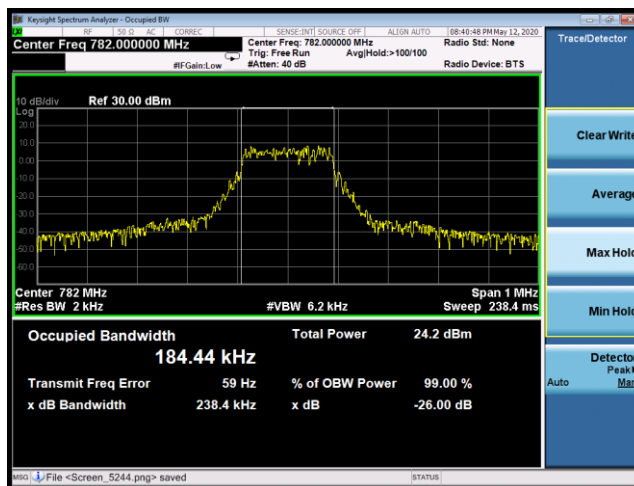 Keysight Spectrum Analyzer - Occupied BW
RF 50 Ω AC CORREC SENSE:INT SOURCE OFF ALIGN AUTO 08:40:48 PM May 12, 2020
Center Freq 782.000000 MHz
Center Freq: 782.000000 MHz Radio Std: None
Trig: Free Run Avg|Hold:>100/100
#IFGain:Low #Atten: 40 dB Radio Device: BTS
Trace/Detector
10 dB/div Ref 30.00 dBm
Log
20.0
10.0
0.00
-10.0
-20.0
-30.0
-40.0
-50.0
-60.0
Center 782 MHz Span 1 MHz
#Res BW 2 kHz #VBW 6.2 kHz Sweep 238.4 ms
Occupied Bandwidth Total Power 24.2 dBm
184.44 kHz
Transmit Freq Error 59 Hz % of OBW Power 99.00 %
x dB Bandwidth 238.4 kHz x dB -26.00 dB
Clear Write
Average
Max Hold
Min Hold
Detector
Peak
Auto Man
MSG File <Screen_5244.png> saved STATUS